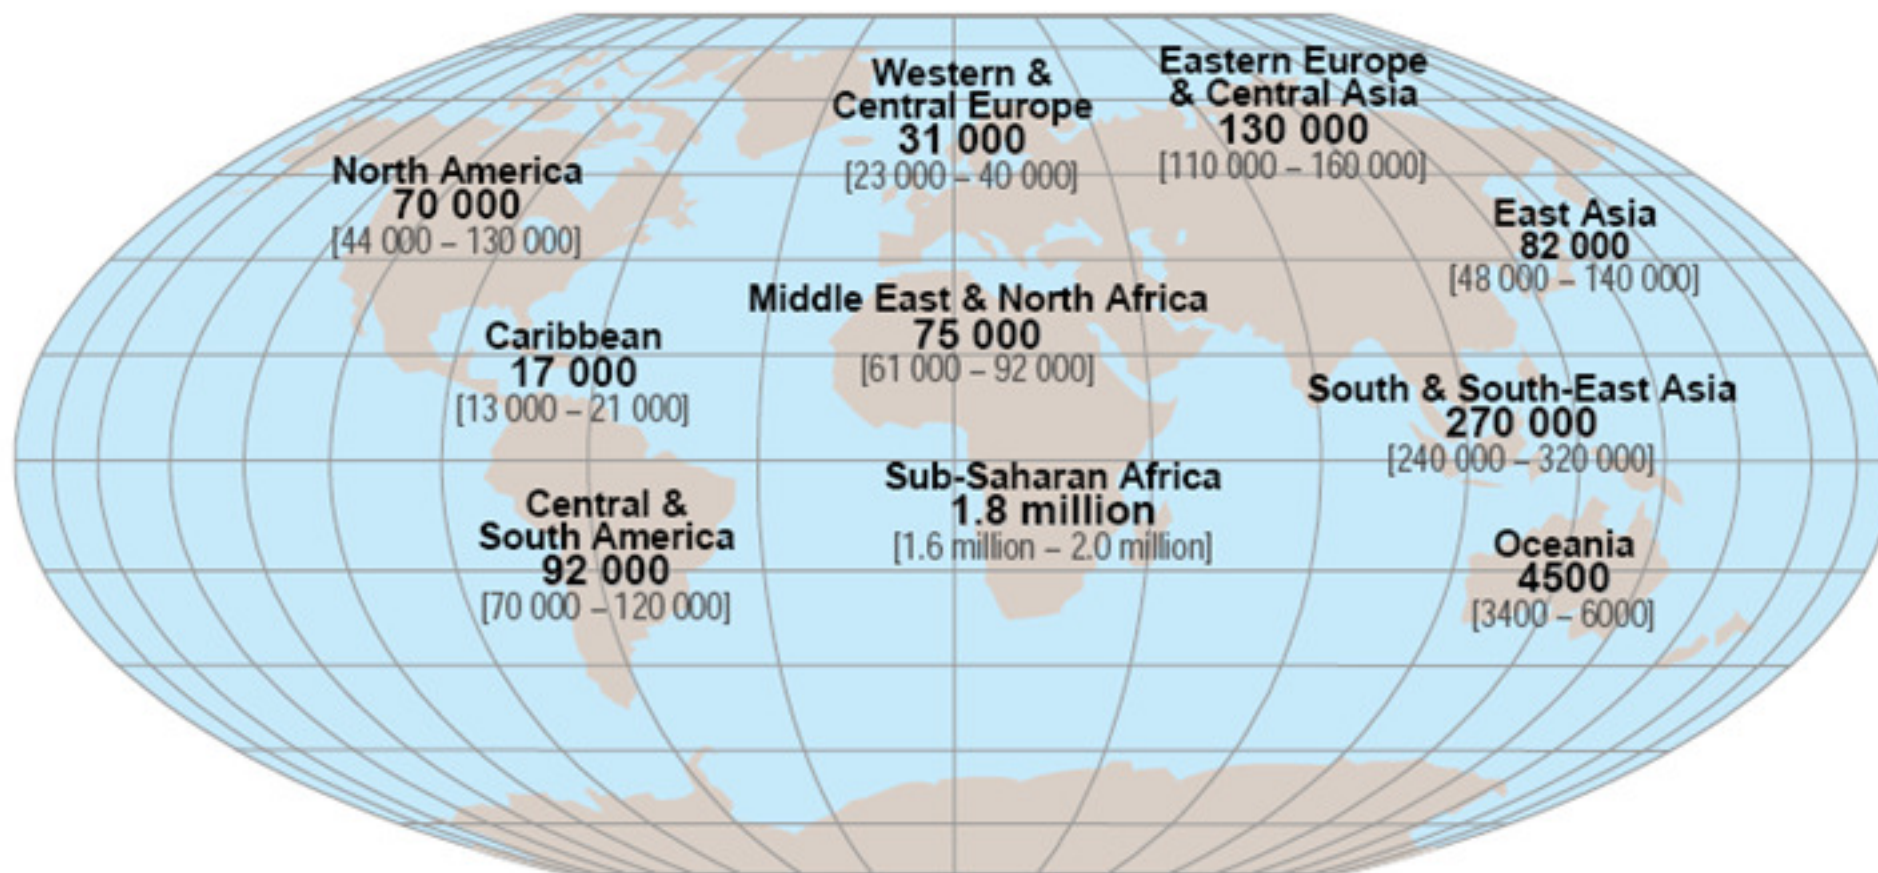 Western &
Central Europe
31 000
[23 000 – 40 000]
Eastern Europe
& Central Asia
130 000
[110 000 – 160 000]
North America
70 000
[44 000 – 130 000]
East Asia
82 000
[48 000 – 140 000]
Middle East & North Africa
75 000
[61 000 – 92 000]
Caribbean
17 000
[13 000 – 21 000]
South & South-East Asia
270 000
[240 000 – 320 000]
Sub-Saharan Africa
1.8 million
[1.6 million – 2.0 million]
Central &
South America
92 000
[70 000 – 120 000]
Oceania
4500
[3400 – 6000]